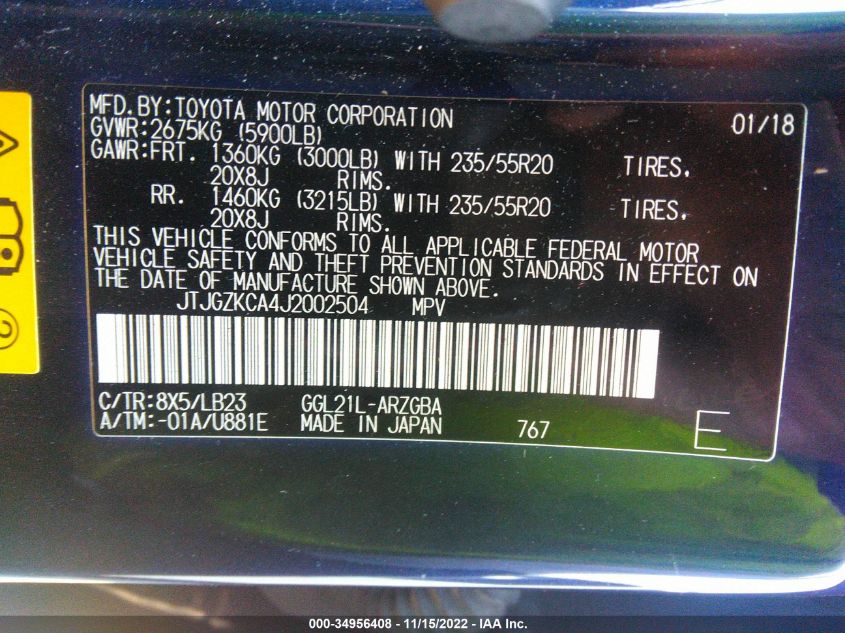 MFD.BY:TOYOTA MOTOR CORPORATION 01/18
GVWR:2675KG (5900LB)
GAWR:FRT. 1360KG (3000LB) WITH 235/55R20 TIRES.
20X8J RIMS.
RR. 1460KG (3215LB) WITH 235/55R20 TIRES.
20X8J RIMS.
THIS VEHICLE CONFORMS TO ALL APPLICABLE FEDERAL MOTOR
VEHICLE SAFETY AND THEFT PREVENTION STANDARDS IN EFFECT ON
THE DATE OF MANUFACTURE SHOWN ABOVE.
JTJGZKCA4J2002504 MPV
C/TR:8X5/LB23 GGL21L-ARZGBA
A/TM:-01A/U881E MADE IN JAPAN 767 E
2
000-34956408 - 11/15/2022 - IAA Inc.